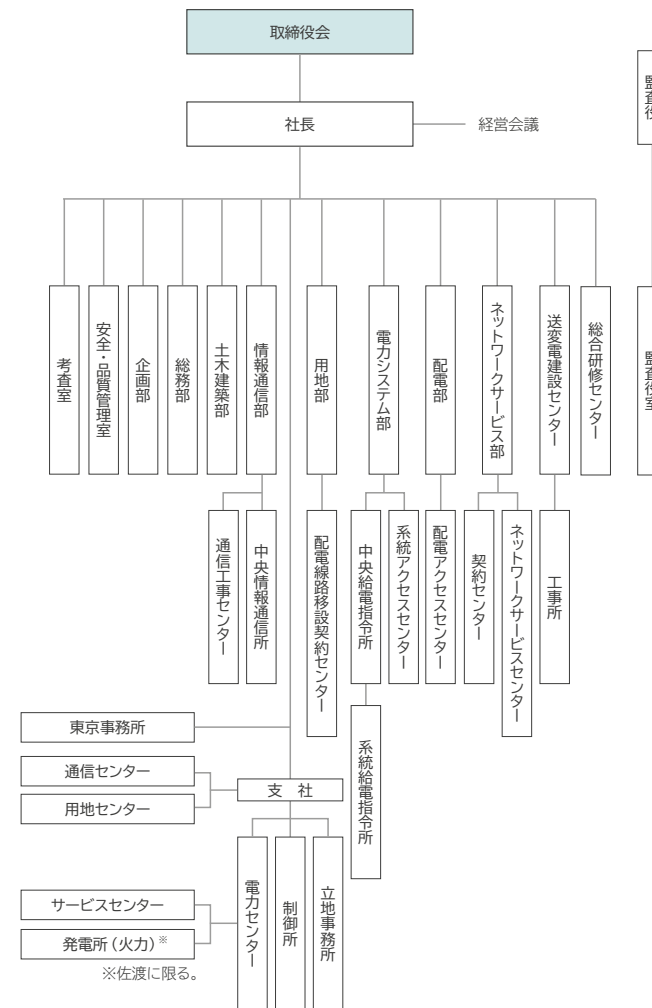 取締役会
社長
経営会議
監査役
考査室
安全・品質管理室
企画部
総務部
土木建築部
情報通信部
用地部
電力システム部
配電部
ネットワークサービス部
送変電建設センター
総合研修センター
監査役室
通信工事センター
中央情報通信所
配電線路移設契約センター
中央給電指令所
系統アクセスセンター
配電アクセスセンター
契約センター
ネットワークサービスセンター
工事所
系統給電指令所
東京事務所
通信センター
用地センター
支 社
電力センター
制御所
立地事務所
サービスセンター
発電所（火力）※
※佐渡に限る。